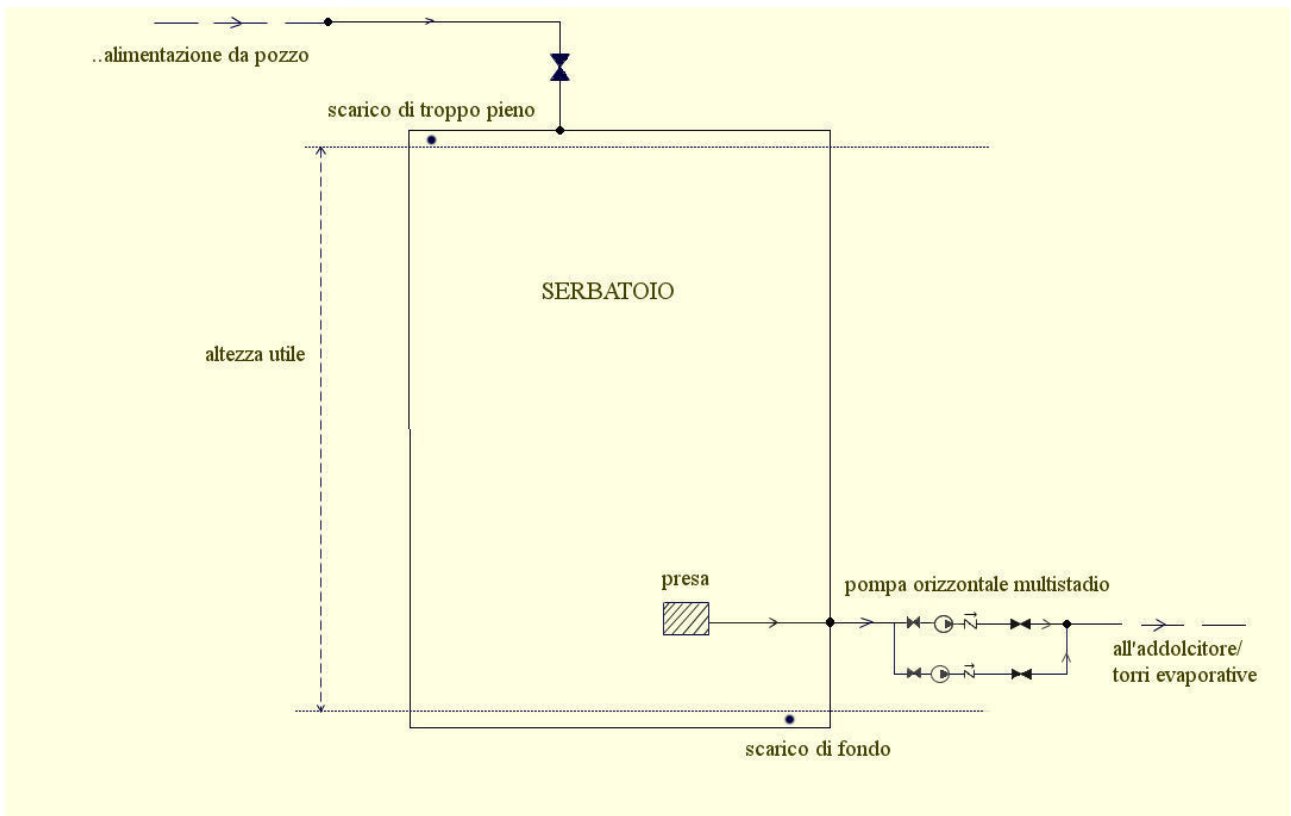 ..alimentazione da pozzo
scarico di troppo pieno
SERBATOIO
altezza utile
presa
pompa orizzontale multistadio
all'addolcitore/
torri evaporative
scarico di fondo